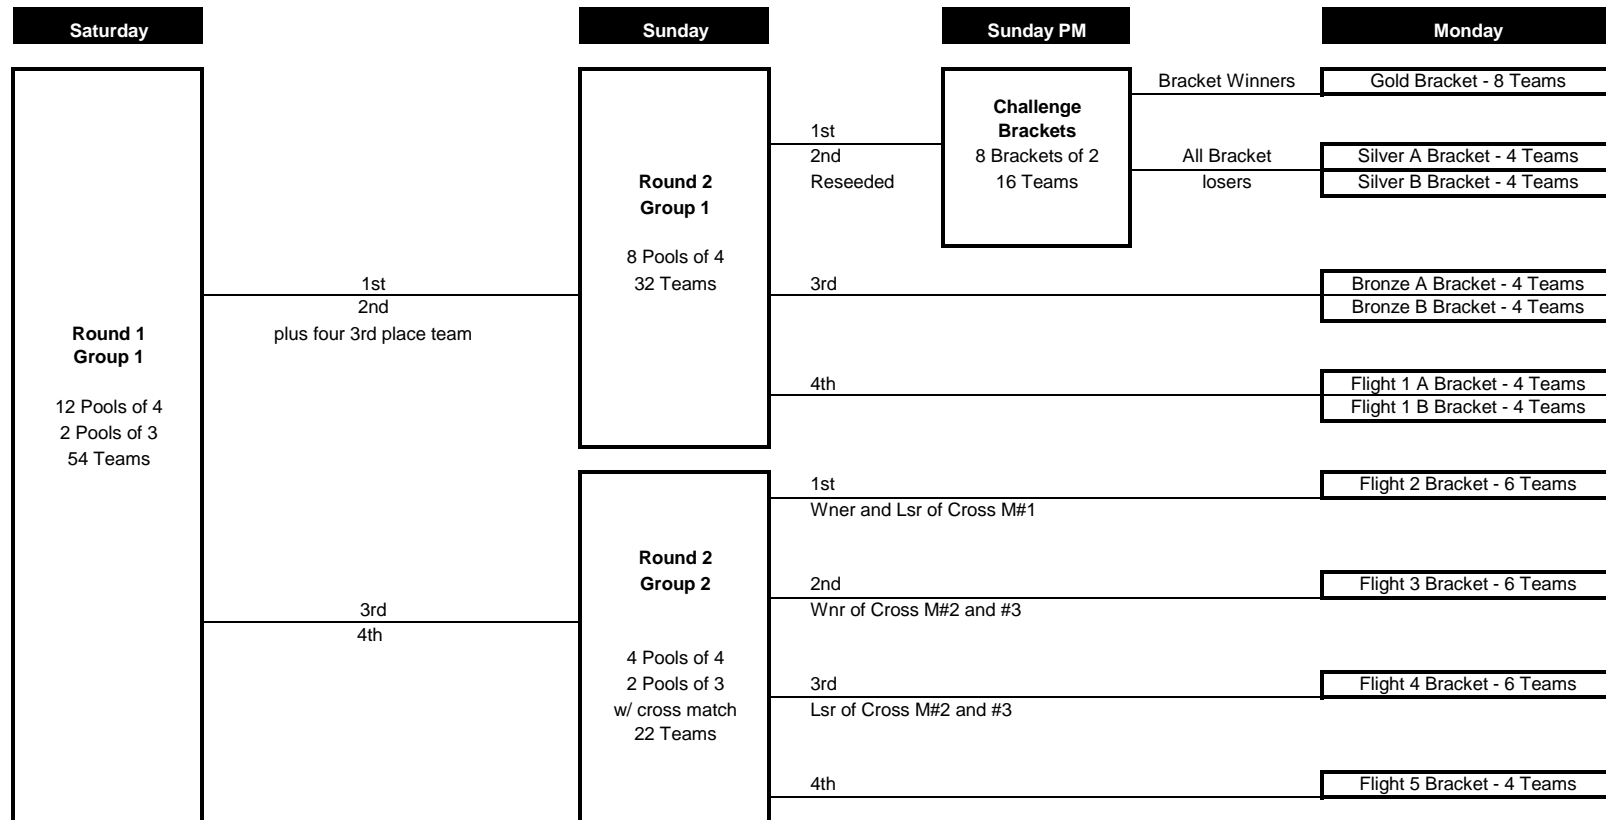 Saturday
Sunday
Sunday PM
Monday
Round 1
Group 1
12 Pools of 4
2 Pools of 3
54 Teams
1st
2nd
plus four 3rd place team
3rd
4th
Round 2
Group 1
8 Pools of 4
32 Teams
1st
2nd
Reseeded
3rd
4th
Challenge
Brackets
8 Brackets of 2
16 Teams
Bracket Winners
All Bracket
losers
Gold Bracket - 8 Teams
Silver A Bracket - 4 Teams
Silver B Bracket - 4 Teams
Bronze A Bracket - 4 Teams
Bronze B Bracket - 4 Teams
Flight 1 A Bracket - 4 Teams
Flight 1 B Bracket - 4 Teams
Round 2
Group 2
4 Pools of 4
2 Pools of 3
w/ cross match
22 Teams
1st
Wner and Lsr of Cross M#1
2nd
Wnr of Cross M#2 and #3
3rd
Lsr of Cross M#2 and #3
4th
Flight 2 Bracket - 6 Teams
Flight 3 Bracket - 6 Teams
Flight 4 Bracket - 6 Teams
Flight 5 Bracket - 4 Teams